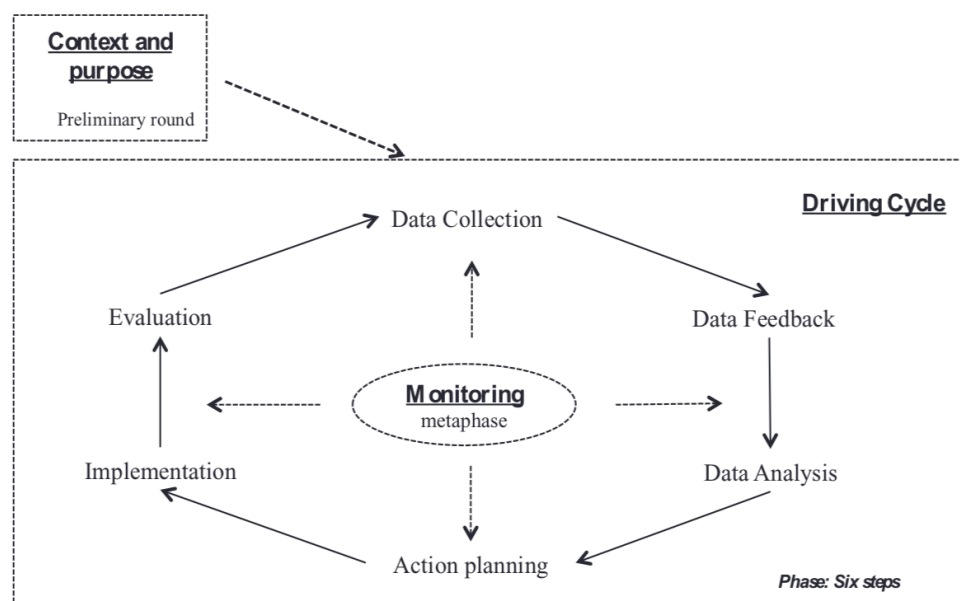 Context and
purpose
Preliminary round
Driving Cycle
Data Collection
Evaluation
Data Feedback
Monitoring
metaphase
Implementation
Data Analysis
Action planning
Phase: Six steps